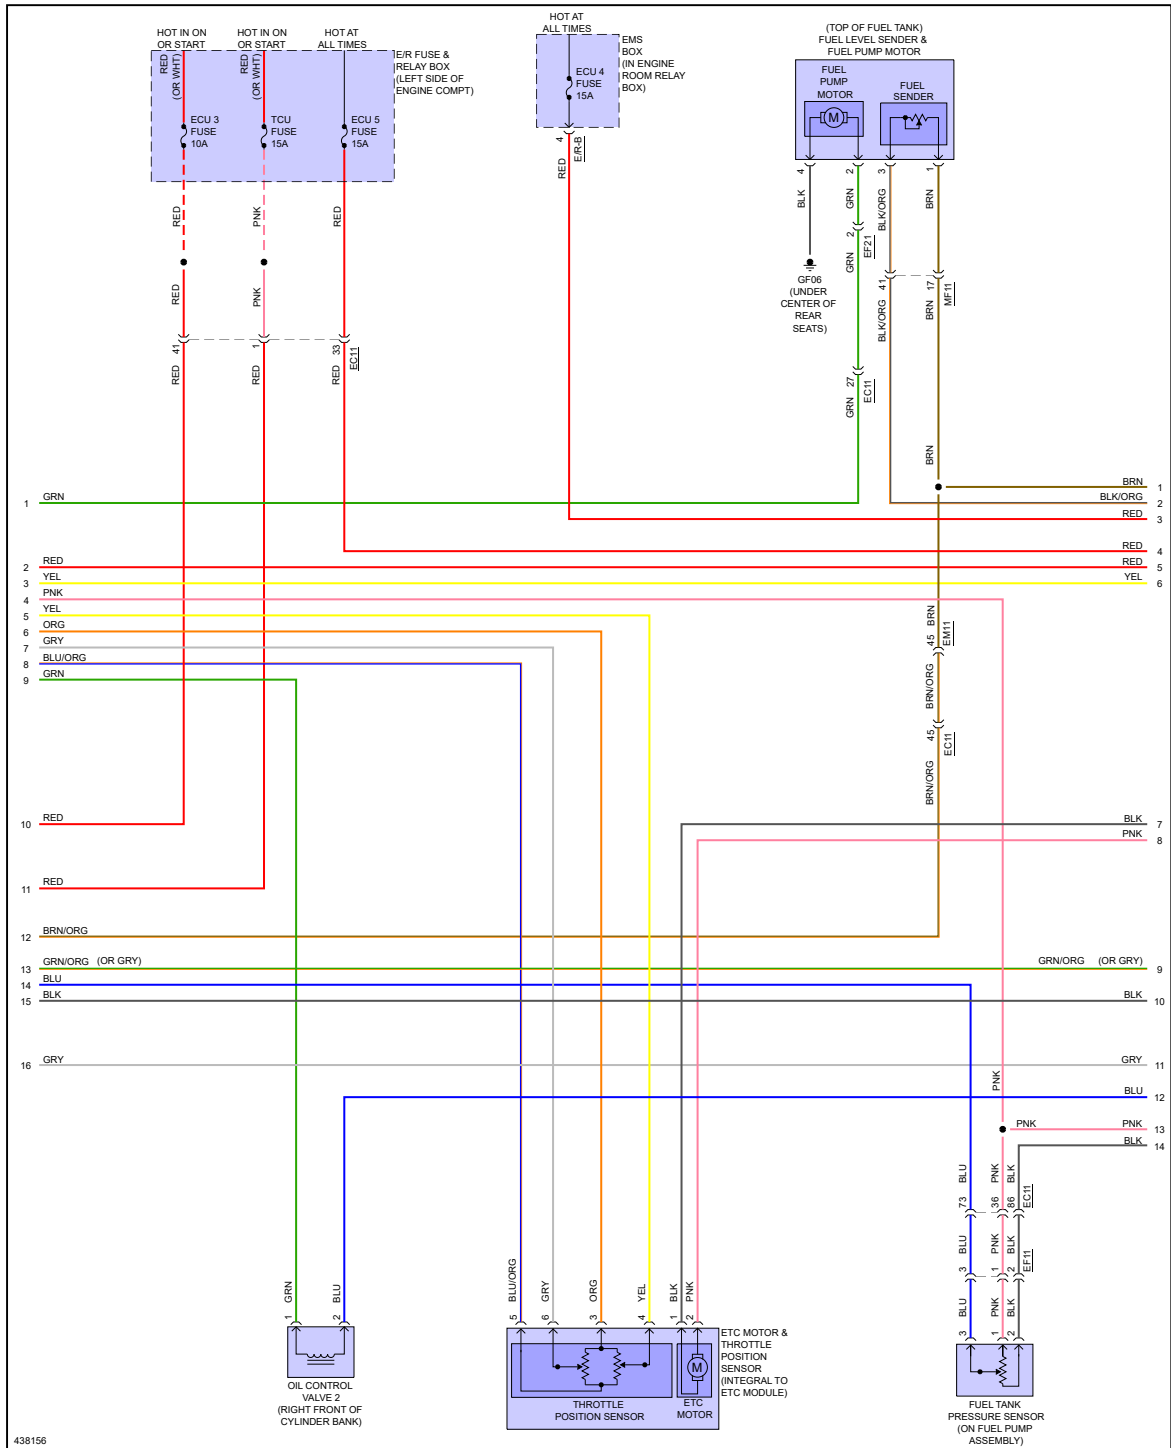 HOT IN ON
OR START
HOT IN ON
OR START
HOT AT
ALL TIMES
RED
(OR WHT)
RED
(OR WHT)
E/R FUSE &
RELAY BOX
(LEFT SIDE OF
ENGINE COMPT)
ECU 3
FUSE
10A
TCU
FUSE
15A
ECU 5
FUSE
15A
HOT AT
ALL TIMES
EMS
BOX
(IN ENGINE
ROOM RELAY
BOX)
ECU 4
FUSE
15A
4
E/R-B
RED
(TOP OF FUEL TANK)
FUEL LEVEL SENDER &
FUEL PUMP MOTOR
FUEL
PUMP
MOTOR
M
FUEL
SENDER
4
2
3
1
BLK
GRN
BLK/ORG
BRN
2
EF21
GRN
GF06
(UNDER
CENTER OF
REAR
SEATS)
41
17
MF11
BLK/ORG
BRN
RED
PNK
RED
RED
PNK
41
1
33
EC11
RED
RED
RED
27
EC11
GRN
BRN
1 GRN
BRN 1
BLK/ORG 2
RED 3
RED 4
2 RED
RED 5
3 YEL
YEL 6
4 PNK
5 YEL
6 ORG
7 GRY
8 BLU/ORG
9 GRN
BRN
45
EM11
BRN/ORG
45
EC11
BRN/ORG
10 RED
BLK 7
PNK 8
11 RED
12 BRN/ORG
13 GRN/ORG (OR GRY)
GRN/ORG (OR GRY) 9
14 BLU
15 BLK
BLK 10
16 GRY
GRY 11
PNK
BLU 12
PNK
PNK 13
BLK 14
BLU
PNK
BLK
73
36
86
EC11
BLU
PNK
BLK
3
1
2
EF11
BLU
PNK
BLK
3
1
2
GRN
BLU
1
2
BLU/ORG
GRY
ORG
YEL
BLK
PNK
5
6
3
4
1
2
M
ETC MOTOR &
THROTTLE
POSITION
SENSOR
(INTEGRAL TO
ETC MODULE)
OIL CONTROL
VALVE 2
(RIGHT FRONT OF
CYLINDER BANK)
THROTTLE
POSITION SENSOR
ETC
MOTOR
FUEL TANK
PRESSURE SENSOR
(ON FUEL PUMP
ASSEMBLY)
438156